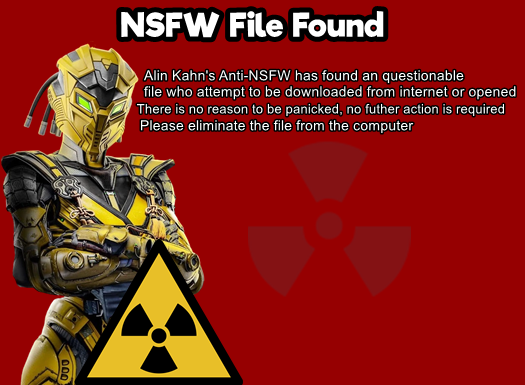 NSFW File Found
Alin Kahn's Anti-NSFW has found an questionable
file who attempt to be downloaded from internet or opened
There is no reason to be panicked, no futher action is required
Please eliminate the file from the computer